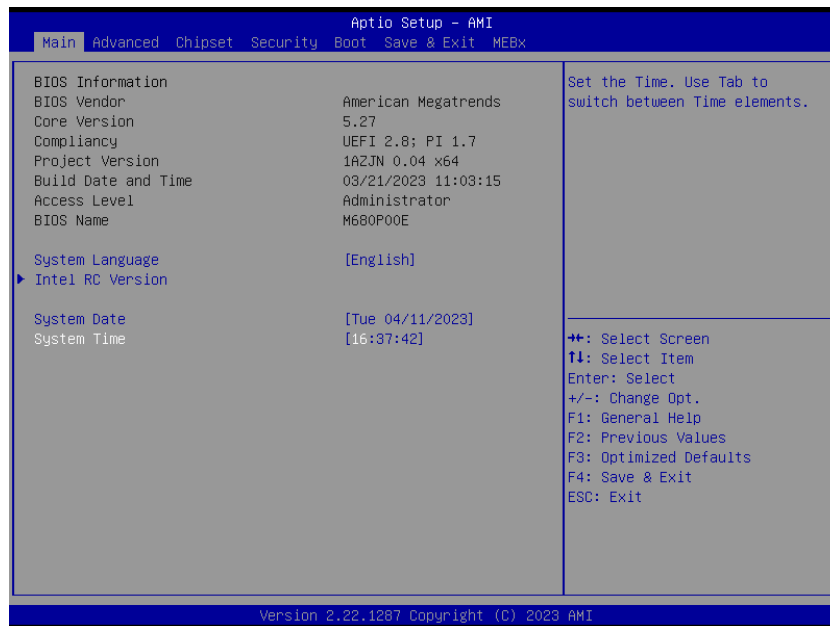 Aptio Setup – AMI
Main Advanced Chipset Security Boot Save & Exit MEBx
BIOS Information
BIOS Vendor American Megatrends
Core Version 5.27
Compliancy UEFI 2.8; PI 1.7
Project Version 1AZJN 0.04 x64
Build Date and Time 03/21/2023 11:03:15
Access Level Administrator
BIOS Name M680P00E
System Language [English]
Intel RC Version
System Date [Tue 04/11/2023]
System Time [16:37:42]
Set the Time. Use Tab to
switch between Time elements.
→←: Select Screen
↑↓: Select Item
Enter: Select
+/-: Change Opt.
F1: General Help
F2: Previous Values
F3: Optimized Defaults
F4: Save & Exit
ESC: Exit
Version 2.22.1287 Copyright (C) 2023 AMI